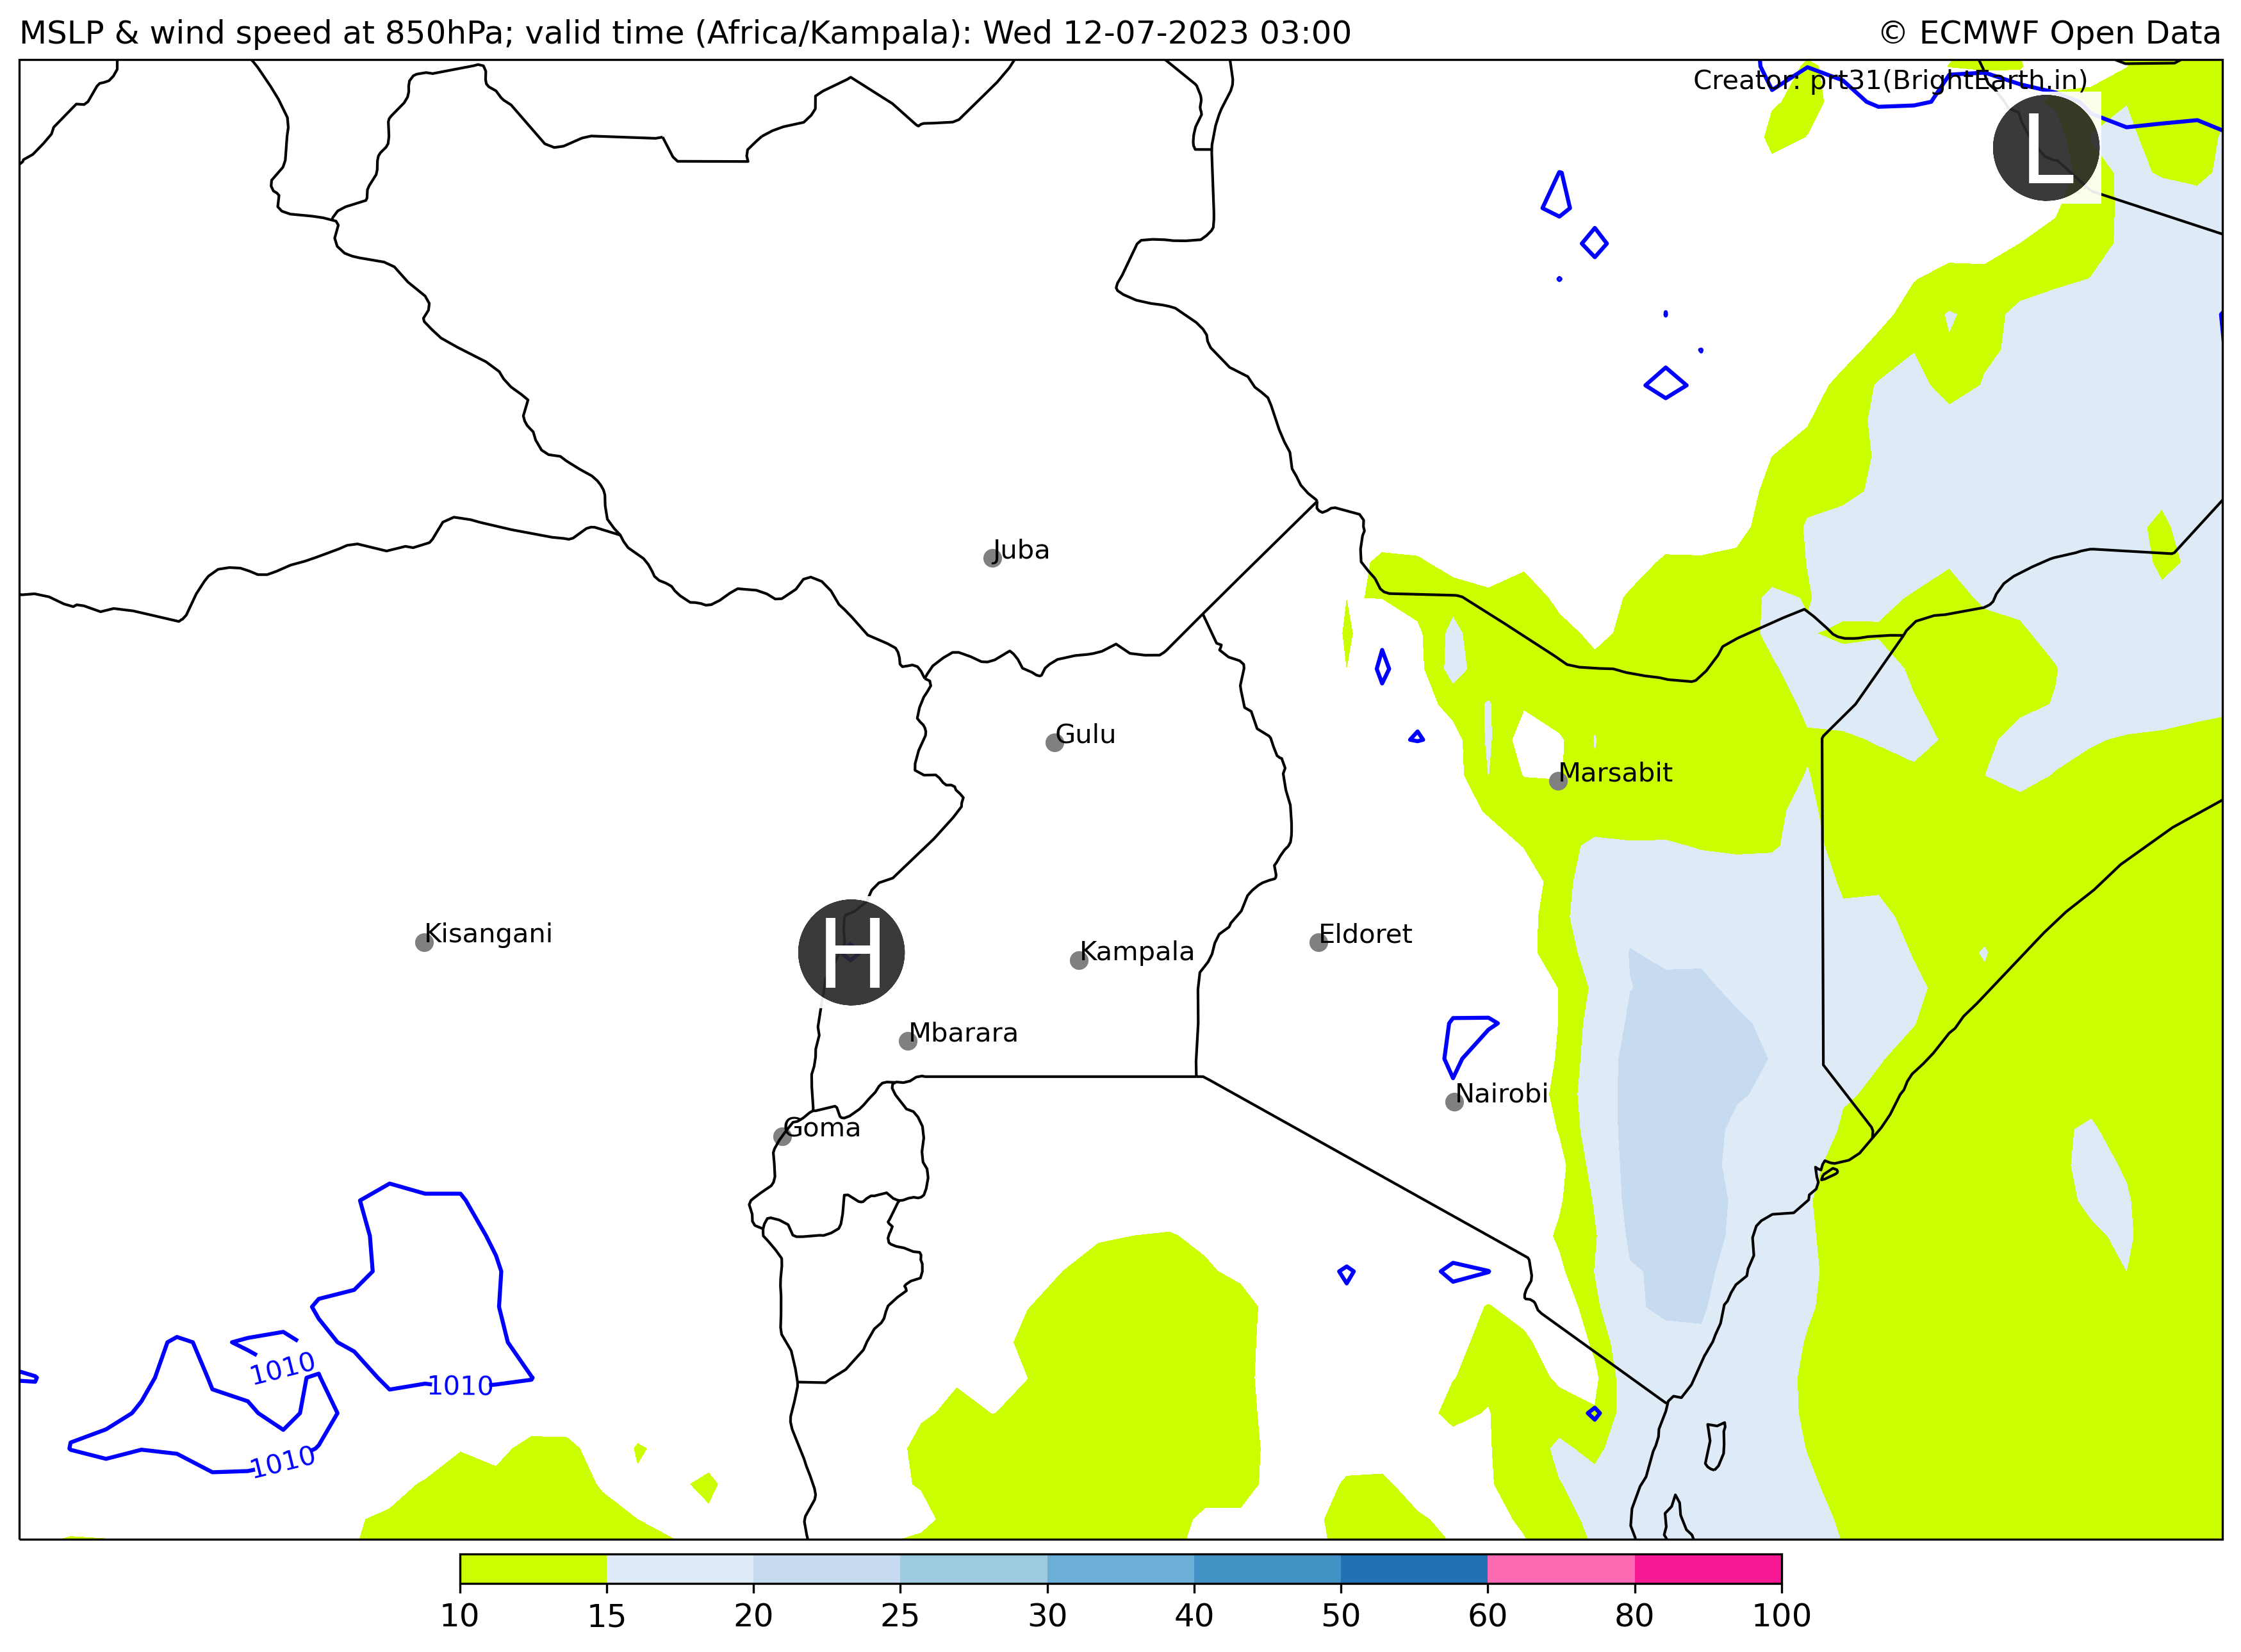 MSLP & wind speed at 850hPa; valid time (Africa/Kampala): Wed 12-07-2023 03:00
© ECMWF Open Data
Creator: prt31(BrightEarth.in)
L
Juba
Gulu
Marsabit
Kisangani
H
Kampala
Eldoret
Mbarara
Nairobi
Goma
1010
1010
1010
10 15 20 25 30 40 50 60 80 100